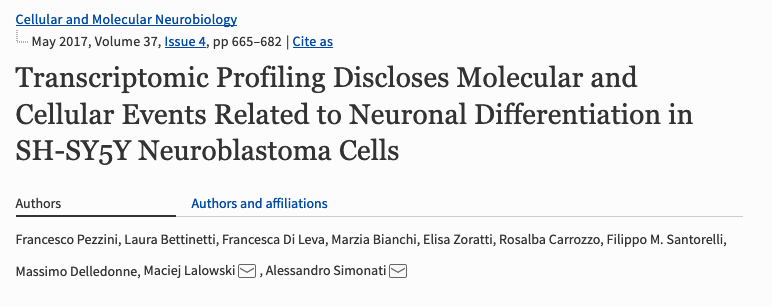 Cellular and Molecular Neurobiology
May 2017, Volume 37, Issue 4, pp 665–682 | Cite as
Transcriptomic Profiling Discloses Molecular and
Cellular Events Related to Neuronal Differentiation in
SH-SY5Y Neuroblastoma Cells
Authors Authors and affiliations
Francesco Pezzini, Laura Bettinetti, Francesca Di Leva, Marzia Bianchi, Elisa Zoratti, Rosalba Carrozzo, Filippo M. Santorelli,
Massimo Delledonne, Maciej Lalowski , Alessandro Simonati